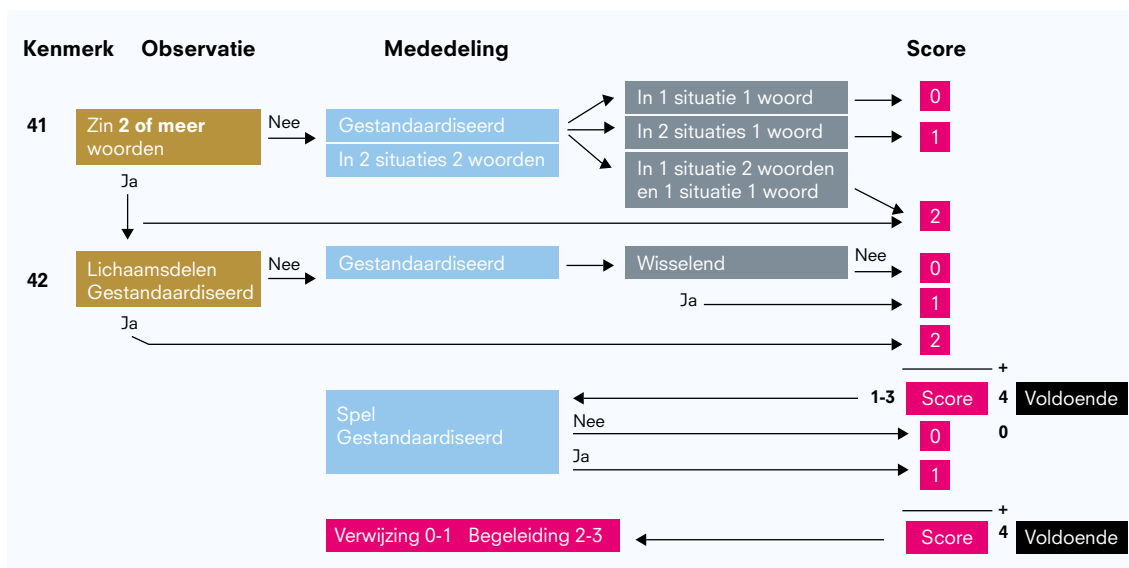 Kenmerk Observatie Mededeling Score
41
Zin 2 of meer
woorden
Nee
Gestandaardiseerd
In 2 situaties 2 woorden
In 1 situatie 1 woord
0
In 2 situaties 1 woord
1
In 1 situatie 2 woorden
en 1 situatie 1 woord
2
Ja
42
Lichaamsdelen
Gestandaardiseerd
Nee
Gestandaardiseerd
Wisselend
Nee
0
Ja
1
Ja
2
+
Spel
Gestandaardiseerd
1-3
Score
4
Voldoende
Nee
0
0
Ja
1
+
Verwijzing 0-1 Begeleiding 2-3
Score
4
Voldoende